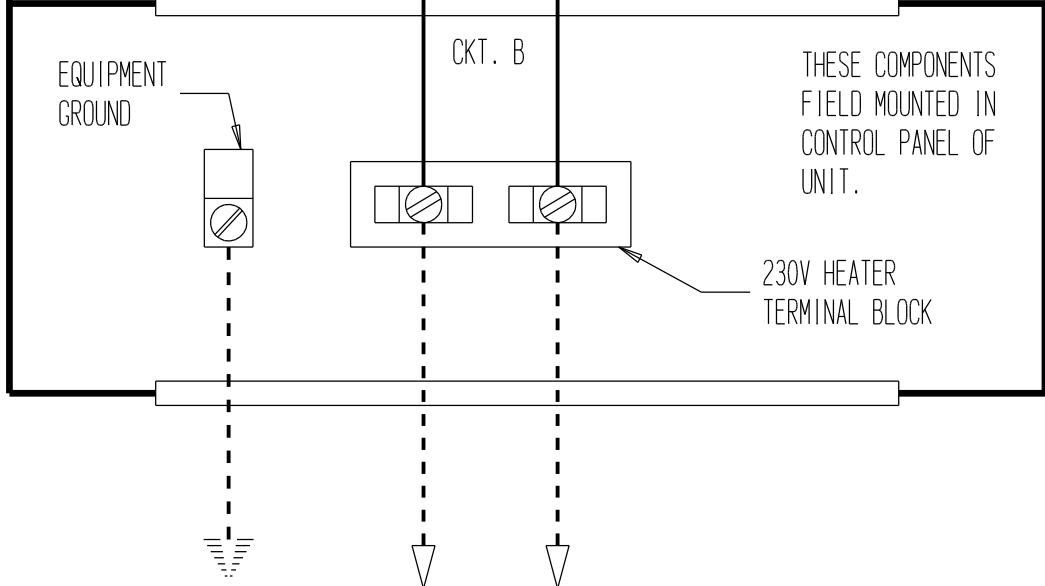 CKT. B
EQUIPMENT
GROUND
THESE COMPONENTS
FIELD MOUNTED IN
CONTROL PANEL OF
UNIT.
230V HEATER
TERMINAL BLOCK